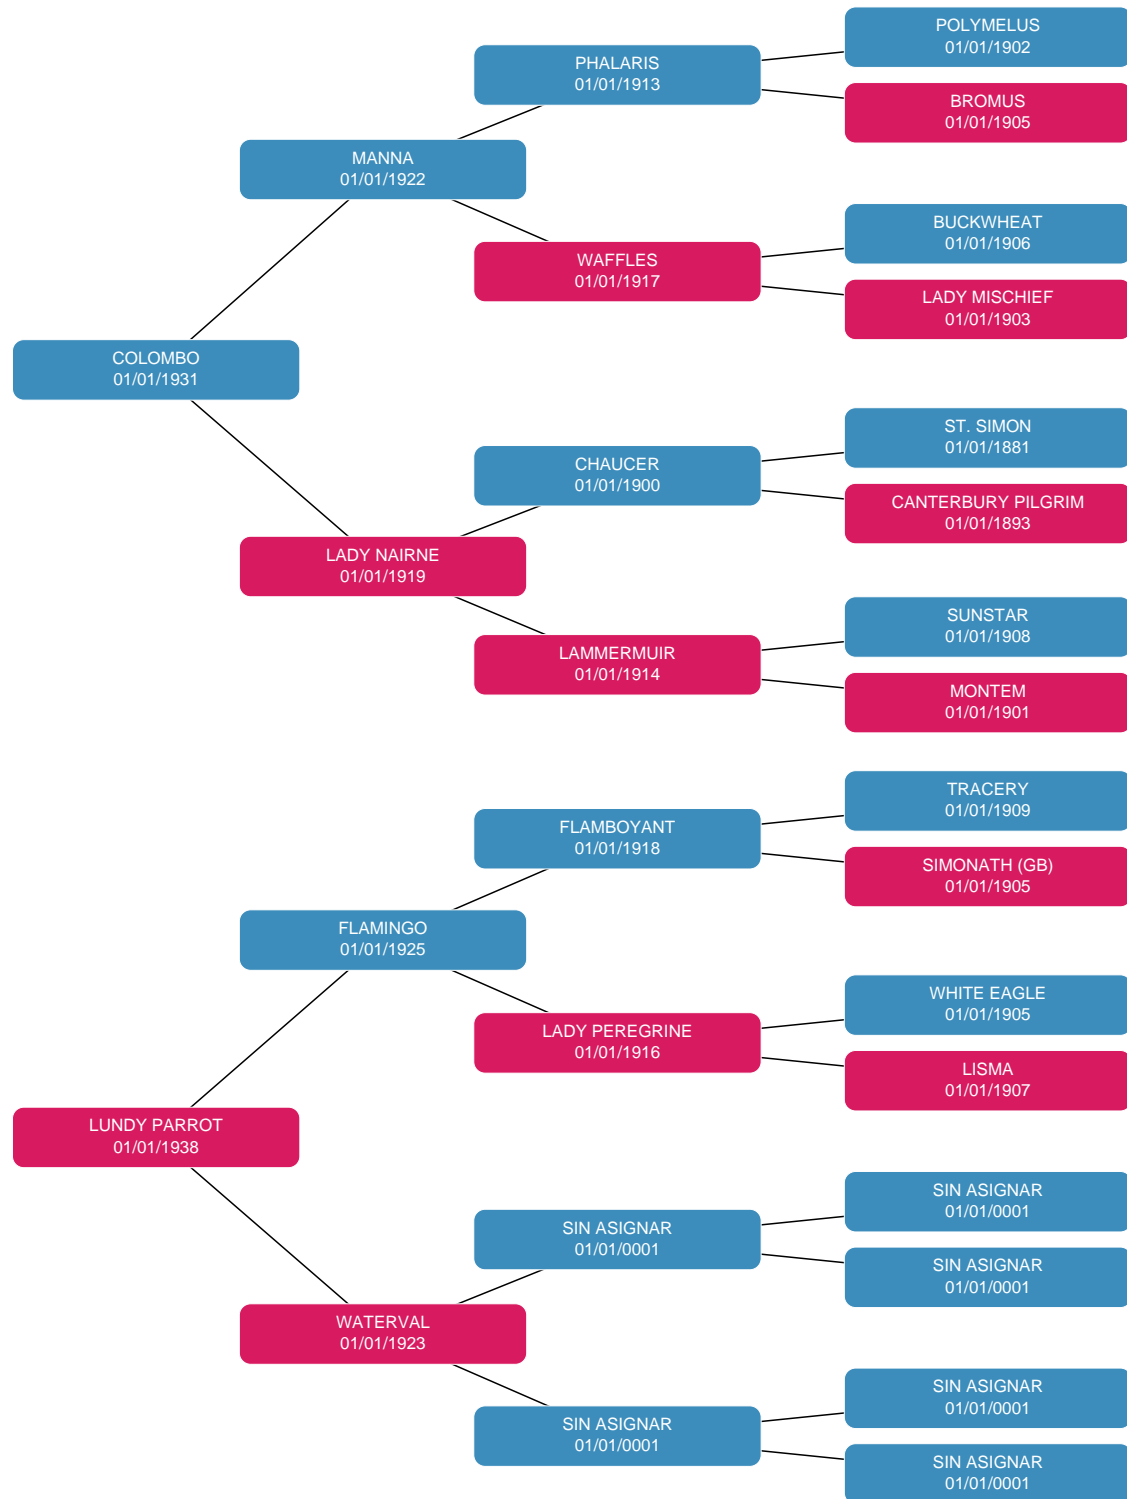 POLYMELUS
01/01/1902
PHALARIS
01/01/1913
BROMUS
01/01/1905
MANNA
01/01/1922
BUCKWHEAT
01/01/1906
WAFFLES
01/01/1917
LADY MISCHIEF
01/01/1903
COLOMBO
01/01/1931
ST. SIMON
01/01/1881
CHAUCER
01/01/1900
CANTERBURY PILGRIM
01/01/1893
LADY NAIRNE
01/01/1919
SUNSTAR
01/01/1908
LAMMERMUIR
01/01/1914
MONTEM
01/01/1901
TRACERY
01/01/1909
FLAMBOYANT
01/01/1918
SIMONATH (GB)
01/01/1905
FLAMINGO
01/01/1925
WHITE EAGLE
01/01/1905
LADY PEREGRINE
01/01/1916
LISMA
01/01/1907
LUNDY PARROT
01/01/1938
SIN ASIGNAR
01/01/0001
SIN ASIGNAR
01/01/0001
SIN ASIGNAR
01/01/0001
WATERVAL
01/01/1923
SIN ASIGNAR
01/01/0001
SIN ASIGNAR
01/01/0001
SIN ASIGNAR
01/01/0001